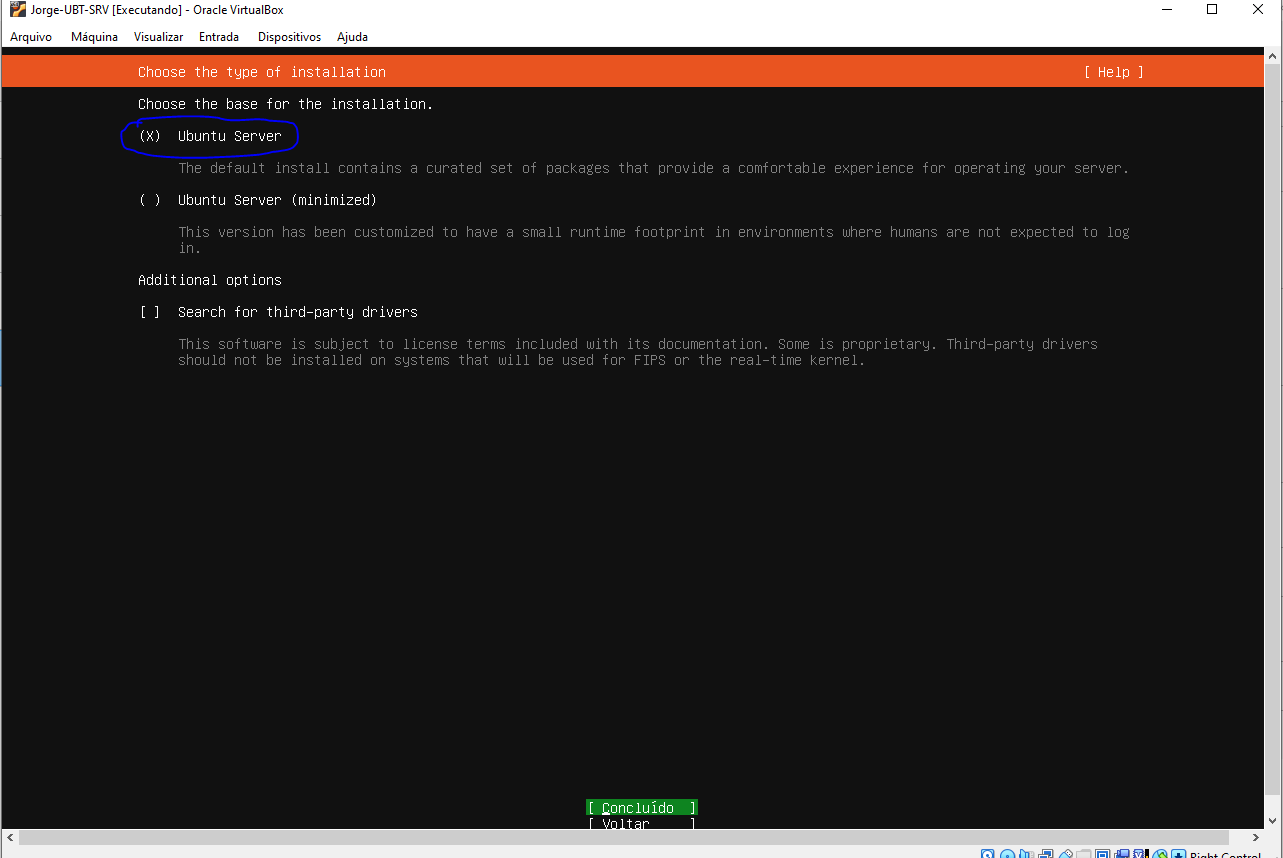 Jorge-UBT-SRV [Executando] - Oracle VirtualBox
Arquivo Máquina Visualizar Entrada Dispositivos Ajuda
Choose the type of installation [ Help ]
Choose the base for the installation.
(X) Ubuntu Server
The default install contains a curated set of packages that provide a comfortable experience for operating your server.
( ) Ubuntu Server (minimized)
This version has been customized to have a small runtime footprint in environments where humans are not expected to log
in.
Additional options
[ ] Search for third-party drivers
This software is subject to license terms included with its documentation. Some is proprietary. Third-party drivers
should not be installed on systems that will be used for FIPS or the real-time kernel.
[ Concluído ]
[ Voltar ]
Right Control